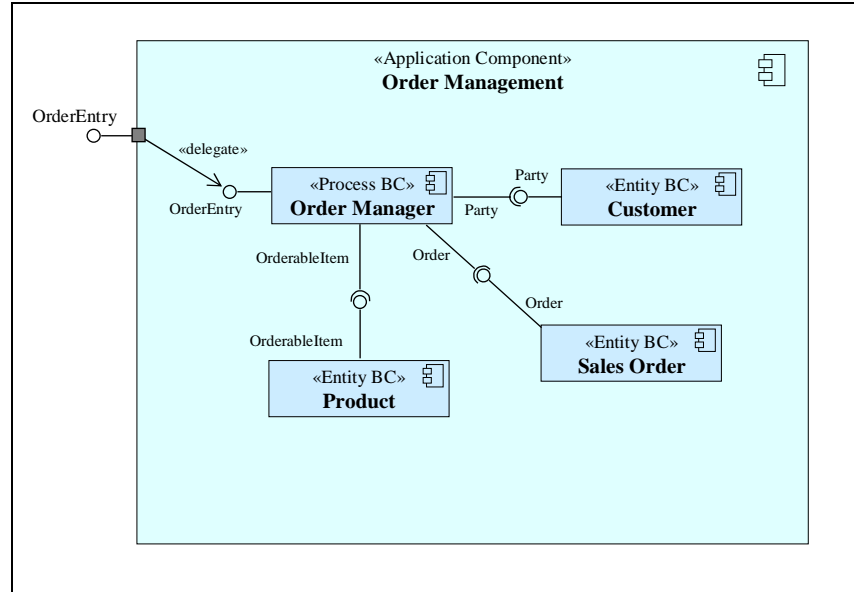 «Application Component»
Order Management
OrderEntry
«delegate»
OrderEntry
«Process BC»
Order Manager
Party
Party
«Entity BC»
Customer
OrderableItem
Order
Order
OrderableItem
«Entity BC»
Sales Order
«Entity BC»
Product